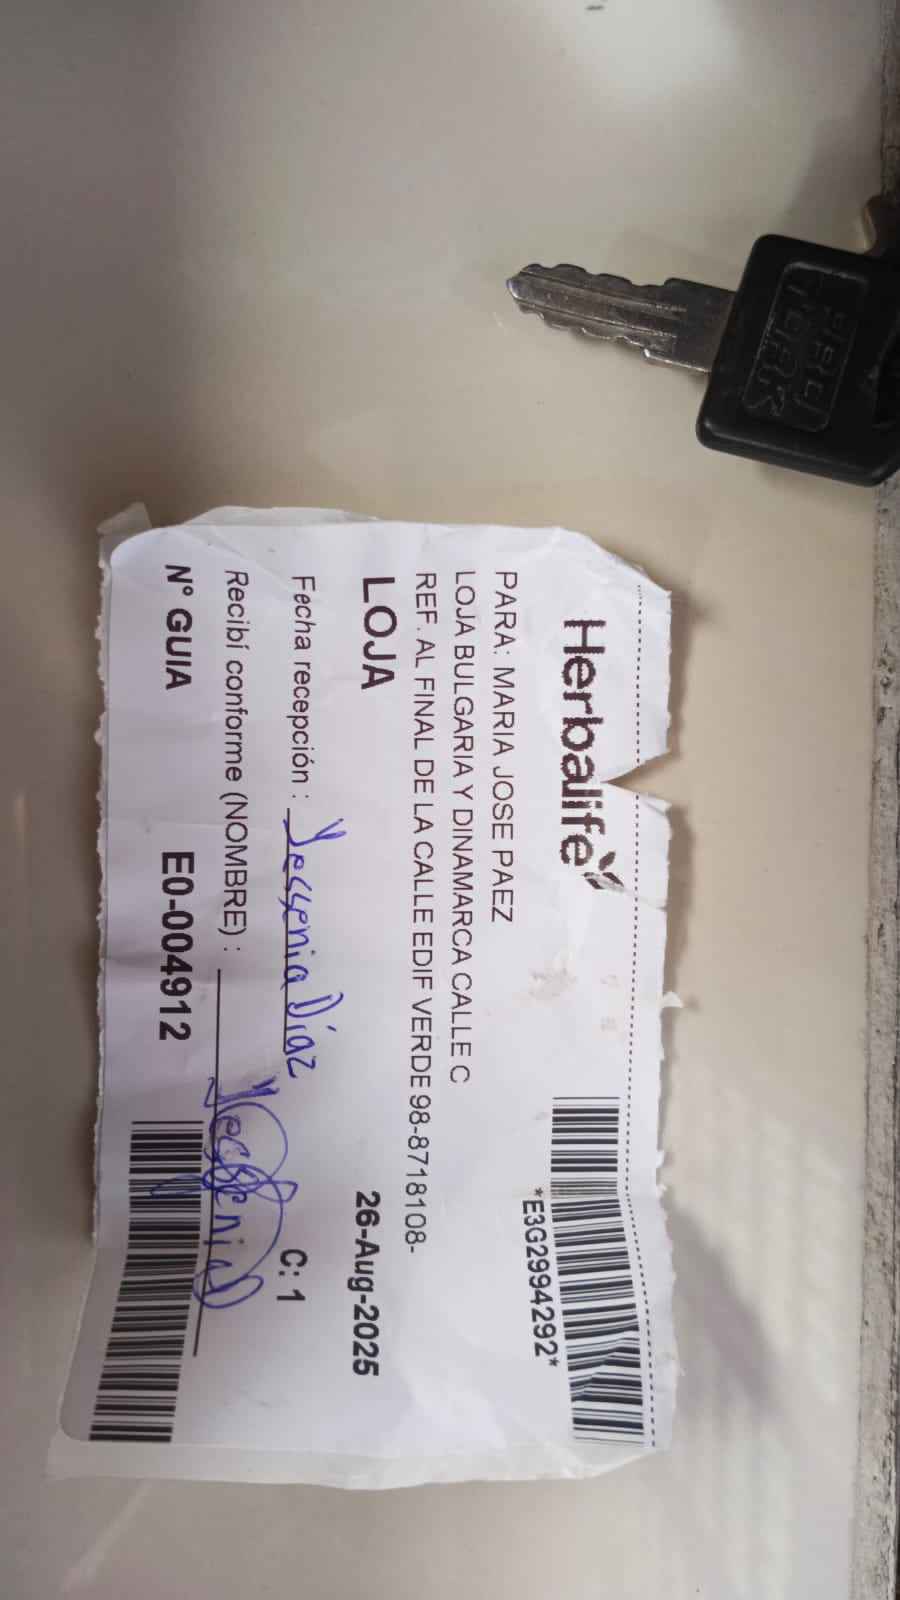 Herbalife
*E3G2994292*
PARA: MARIA JOSE PAEZ
LOJA BULGARIA Y DINAMARCA CALLE C
REF. AL FINAL DE LA CALLE EDIF VERDE 98-8718108-
LOJA 26-Aug-2025
Fecha recepción : Yessenia Díaz C: 1
Recibí conforme (NOMBRE) : Yessenia D
N° GUIA E0-004912